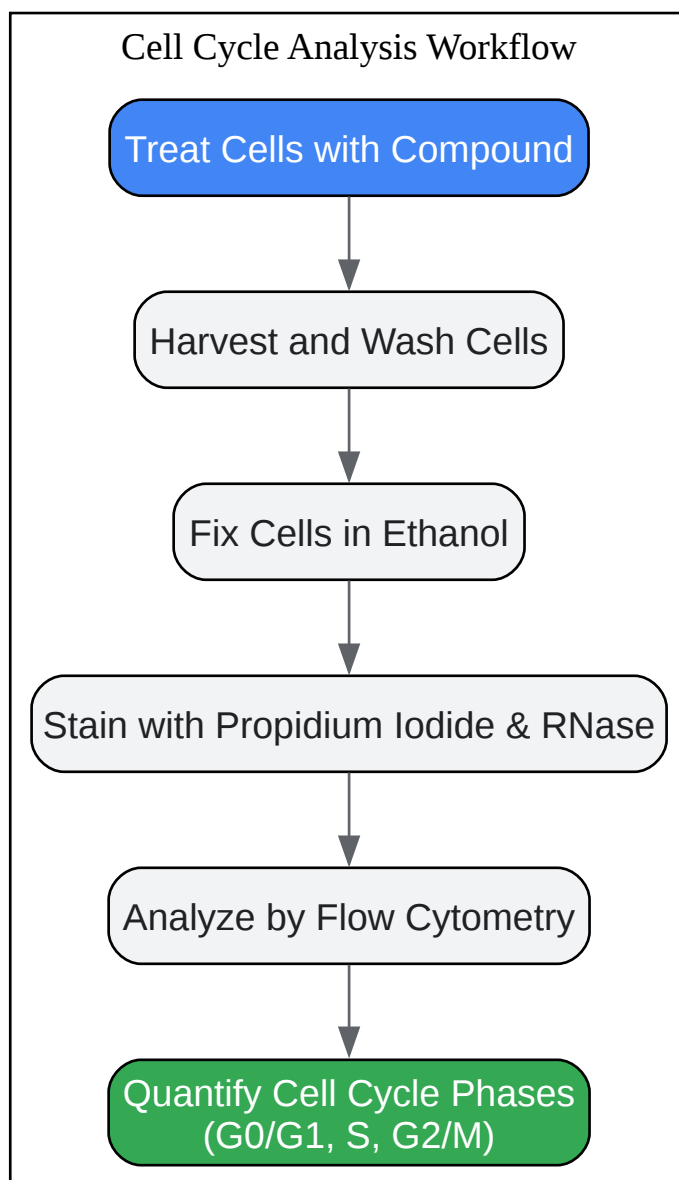 Cell Cycle Analysis Workflow
Treat Cells with Compound
Harvest and Wash Cells
Fix Cells in Ethanol
Stain with Propidium Iodide & RNase
Analyze by Flow Cytometry
Quantify Cell Cycle Phases
(G0/G1, S, G2/M)